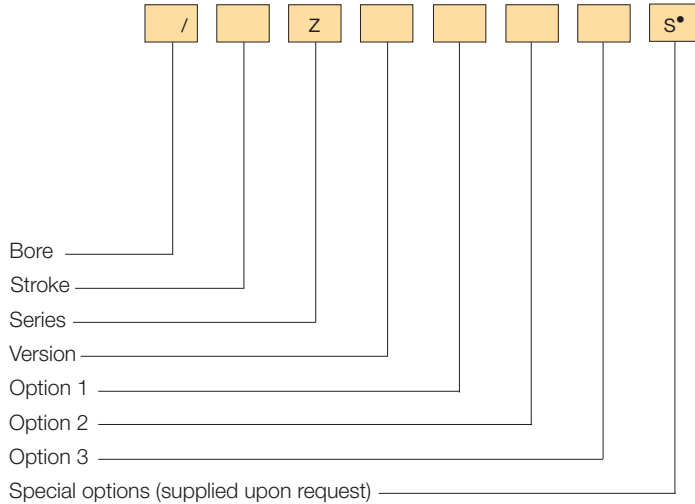 / Z S•
Bore
Stroke
Series
Version
Option 1
Option 2
Option 3
Special options (supplied upon request)